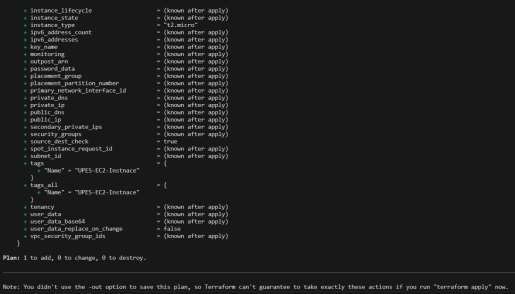 + instance_lifecycle = (known after apply)
+ instance_state = (known after apply)
+ instance_type = "t2.micro"
+ ipv6_address_count = (known after apply)
+ ipv6_addresses = (known after apply)
+ key_name = (known after apply)
+ monitoring = (known after apply)
+ outpost_arn = (known after apply)
+ password_data = (known after apply)
+ placement_group = (known after apply)
+ placement_partition_number = (known after apply)
+ primary_network_interface_id = (known after apply)
+ private_dns = (known after apply)
+ private_ip = (known after apply)
+ public_dns = (known after apply)
+ public_ip = (known after apply)
+ secondary_private_ips = (known after apply)
+ security_groups = (known after apply)
+ source_dest_check = true
+ spot_instance_request_id = (known after apply)
+ subnet_id = (known after apply)
+ tags = {
+ "Name" = "UPES-EC2-Instnace"
}
+ tags_all = {
+ "Name" = "UPES-EC2-Instnace"
}
+ tenancy = (known after apply)
+ user_data = (known after apply)
+ user_data_base64 = (known after apply)
+ user_data_replace_on_change = false
+ vpc_security_group_ids = (known after apply)
}
Plan: 1 to add, 0 to change, 0 to destroy.
Note: You didn't use the -out option to save this plan, so Terraform can't guarantee to take exactly these actions if you run "terraform apply" now.